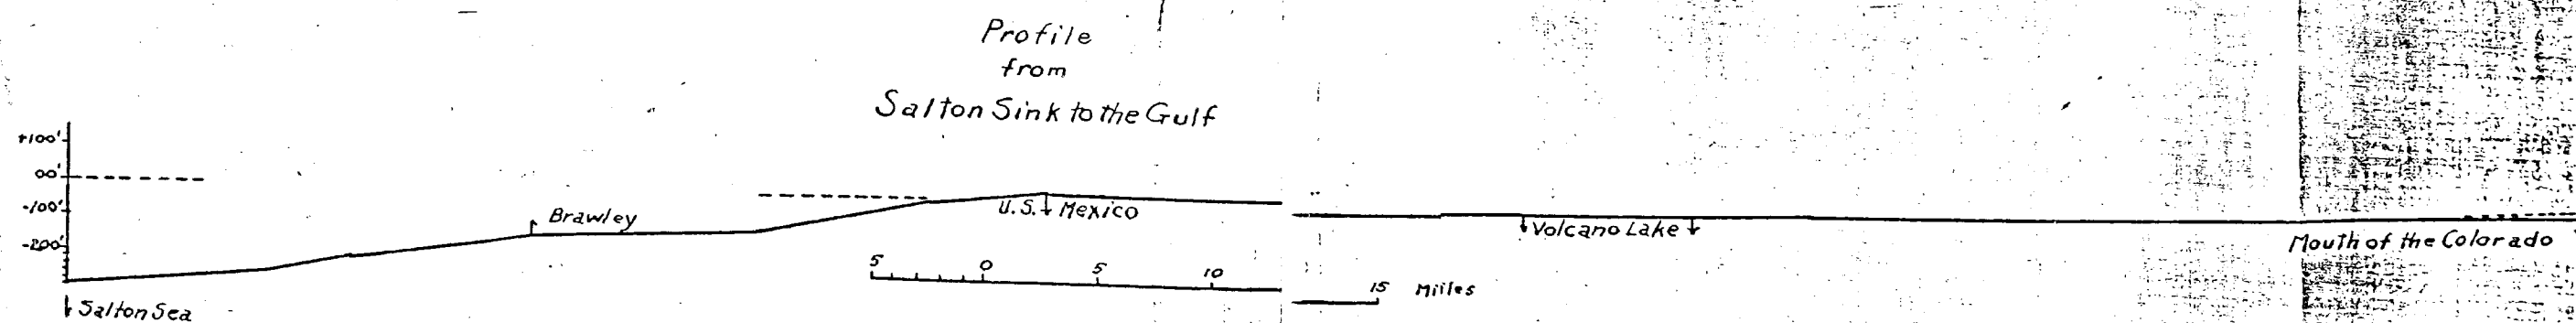 Profile
from
Salton Sink to the Gulf
+100'
00'
-100'
-200'
Brawley
U.S. Mexico
Volcano Lake
Mouth of the Colorado
5 0 5 10 15 Miles
Salton Sea